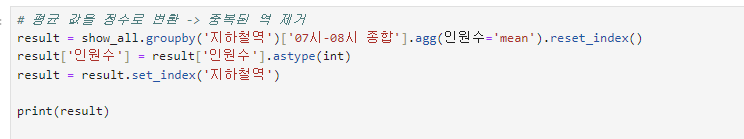 # 평균 값을 정수로 변환 -> 중복된 역 제거
result = show_all.groupby('지하철역')['07시-08시 종합'].agg(인원수='mean').reset_index()
result['인원수'] = result['인원수'].astype(int)
result = result.set_index('지하철역')
print(result)